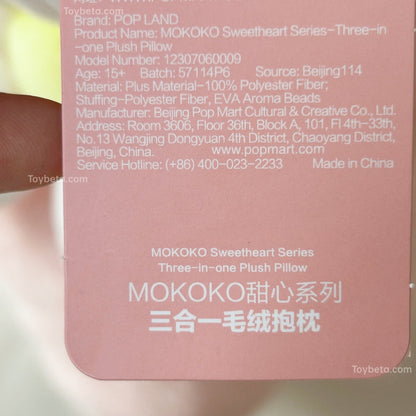 Toybeto.com
Brand: POP LAND
Product Name: MOKOKO Sweetheart Series-Three-in
-one Plush Pillow
Model Number: 12307060009
Age: 15+ Batch: 57114P6 Source: Beijing114
Material: Plus Material-100% Polyester Fiber;
Stuffing-Polyester Fiber, EVA Aroma Beads
Manufacturer: Beijing Pop Mart Cultural & Creative Co., Ltd.
Address: Room 3606, Floor 36th, Block A, 101, Fl 4th-33th,
No.13 Wangjing Dongyuan 4th District, Chaoyang District,
Beijing, China. www.popmart.com
Service Hotline: (+86) 400-023-2233 Made in China
Toybeto.com
MOKOKO Sweetheart Series
Three-in-one Plush Pillow
MOKOKO甜心系列
三合一毛绒抱枕
Toybeto.com